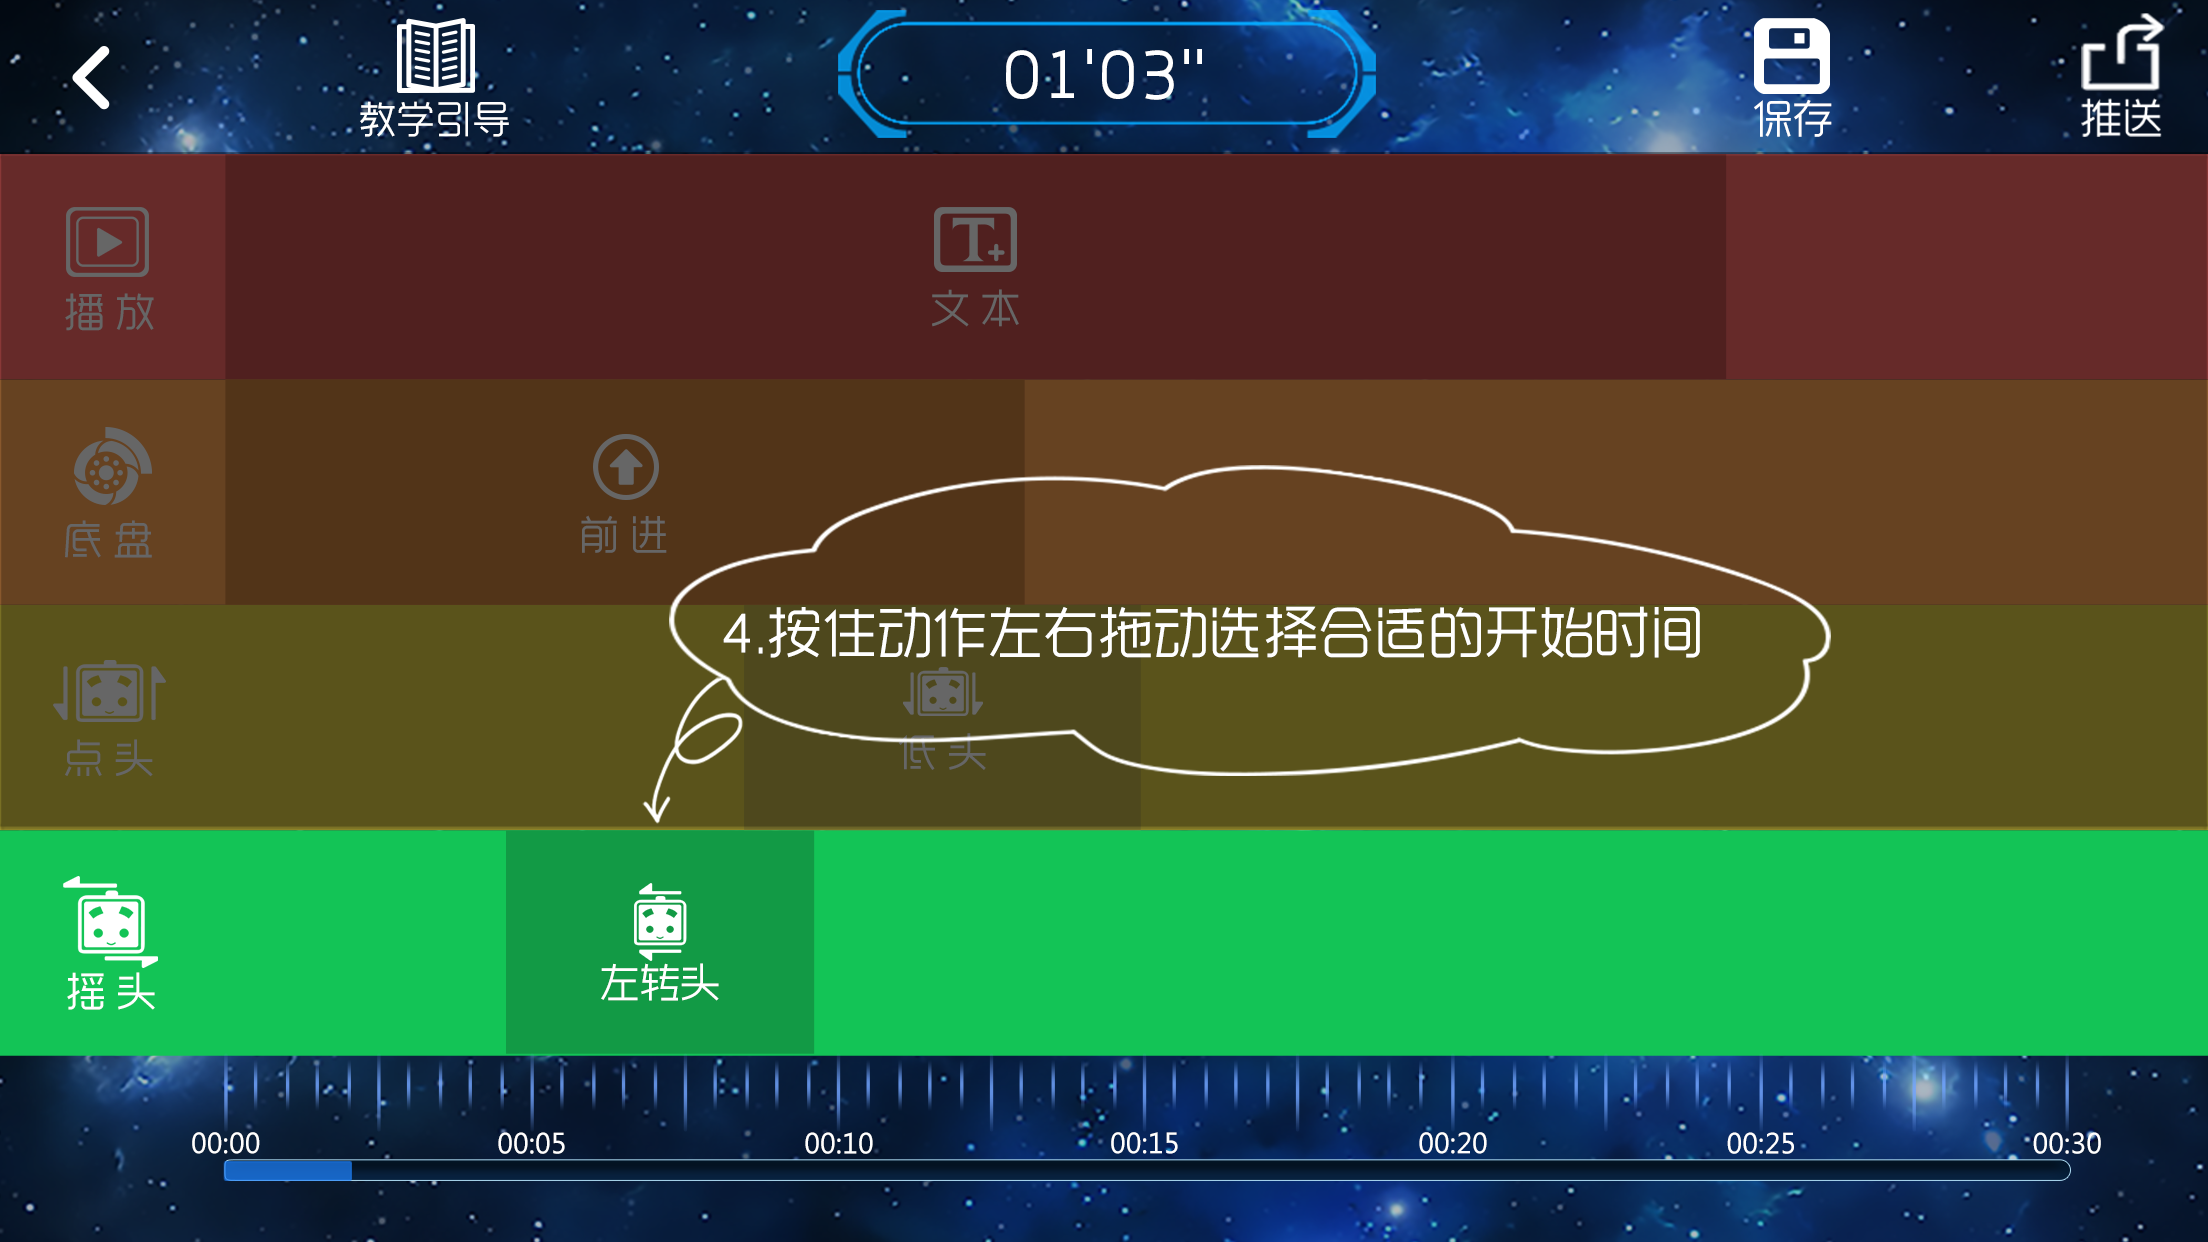 01'03"
教学引导
保存
推送
T+
播放
文本
底盘
前进
4.按住动作左右拖动选择合适的开始时间
点头
低头
摇头
左转头
00:00 00:05 00:10 00:15 00:20 00:25 00:30